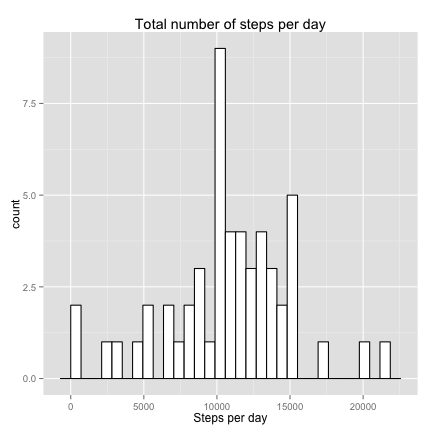 Total number of steps per day
7.5
5.0
2.5
0.0
count
0 5000 10000 15000 20000
Steps per day